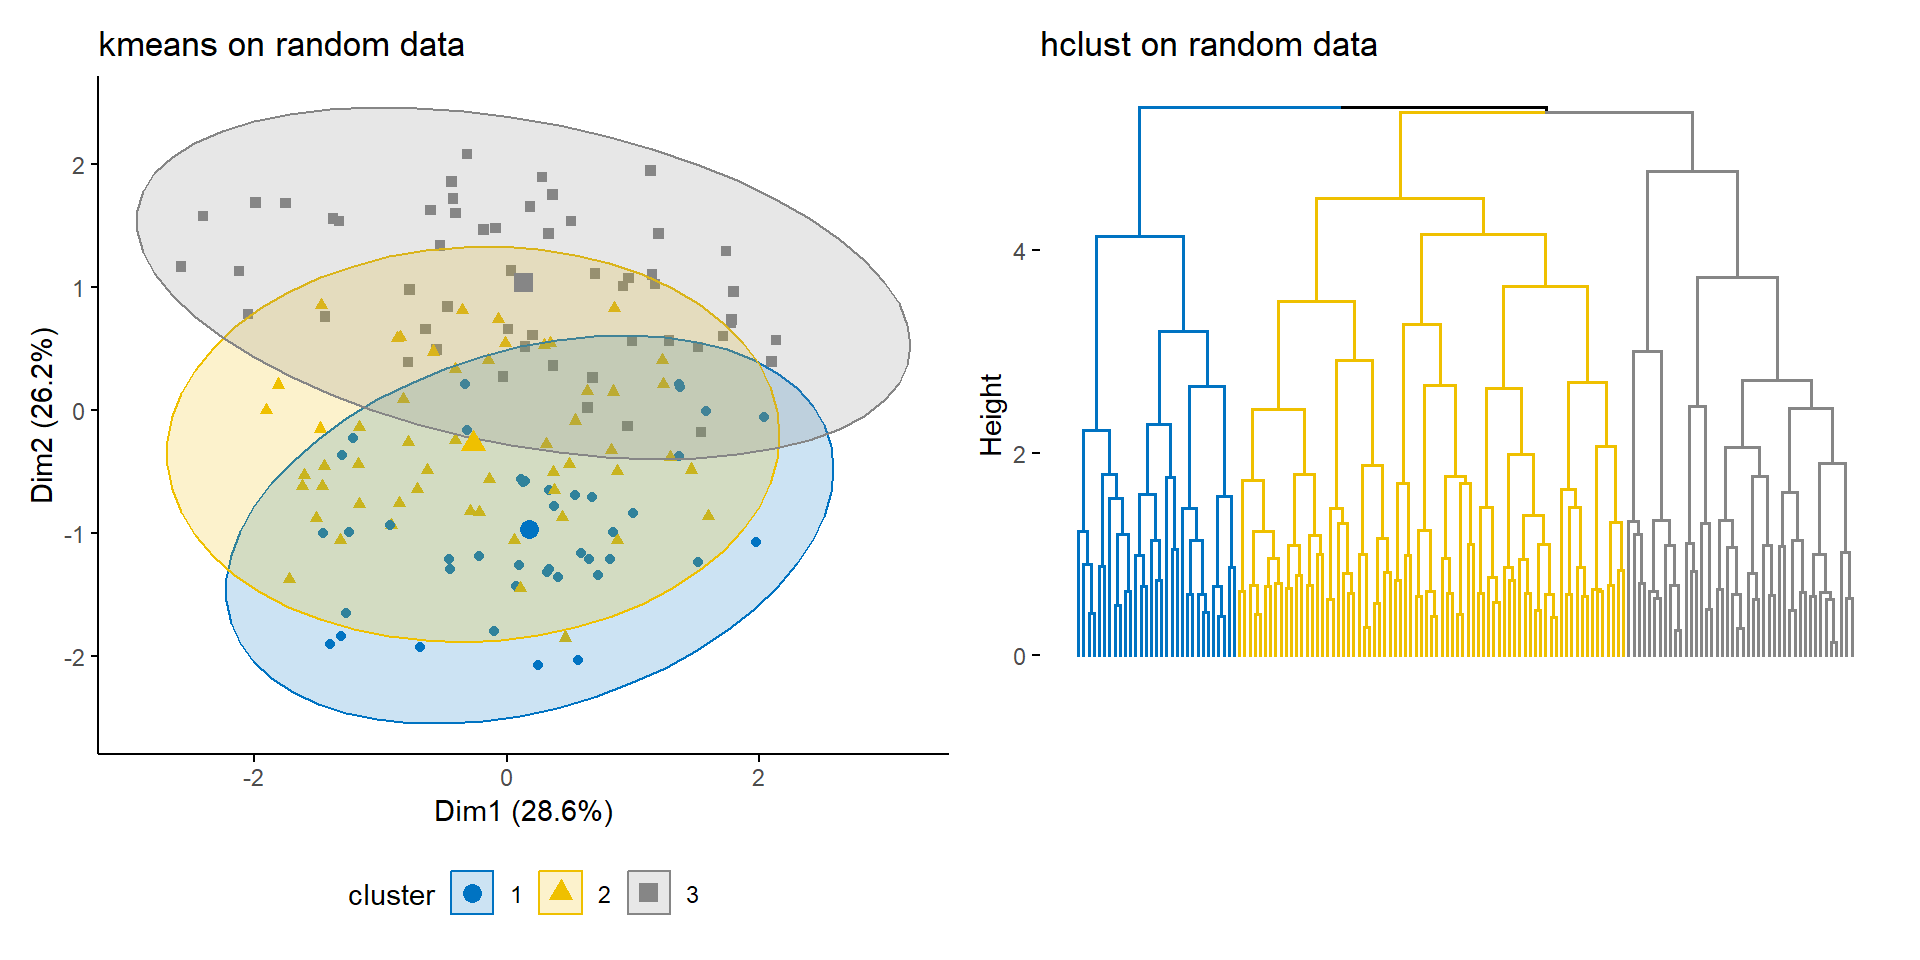 kmeans on random data
2
1
0
-1
-2
Dim2 (26.2%)
-2 0 2
Dim1 (28.6%)
cluster 1 2 3
hclust on random data
4
2
0
Height